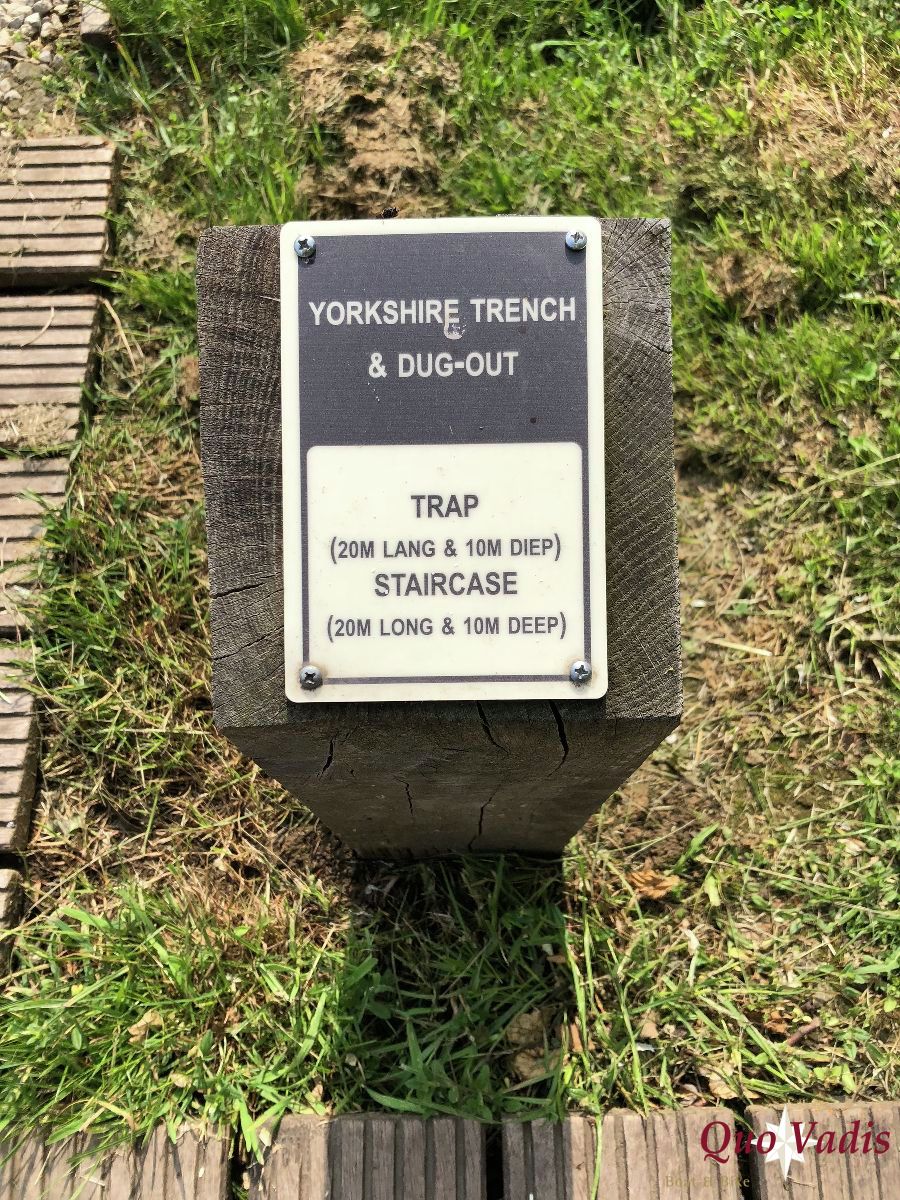 YORKSHIRE TRENCH
& DUG-OUT
TRAP
(20M LANG & 10M DIEP)
STAIRCASE
(20M LONG & 10M DEEP)
Quo Vadis